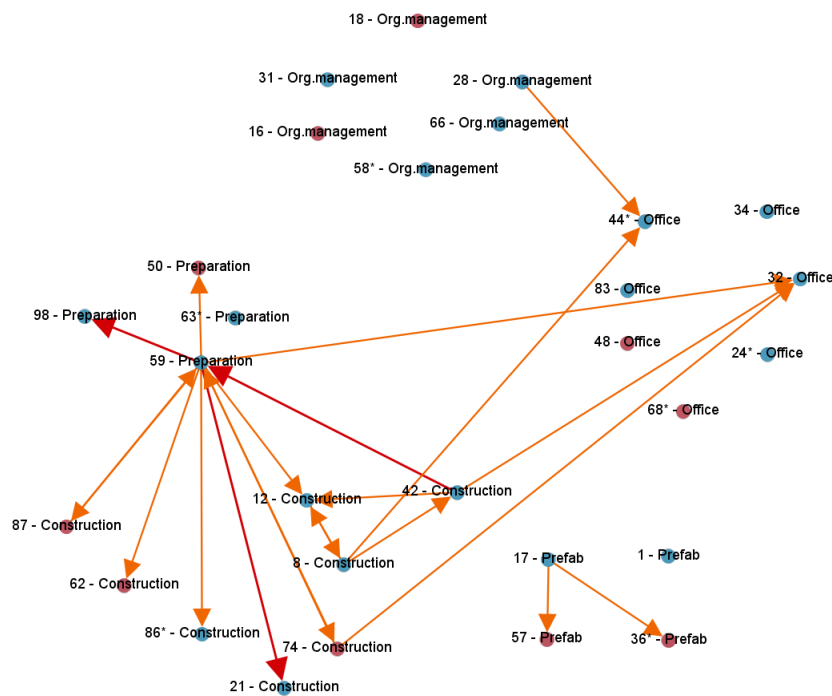 18 - Org.management
31 - Org.management
28 - Org.management
66 - Org.management
16 - Org.management
58* - Org.management
34 - Office
44* - Office
50 - Preparation
32 - Office
83 - Office
98 - Preparation
63* - Preparation
48 - Office
24* - Office
59 - Preparation
68* - Office
42 - Construction
12 - Construction
87 - Construction
17 - Prefab
1 - Prefab
8 - Construction
62 - Construction
86* - Construction
57 - Prefab
36* - Prefab
74 - Construction
21 - Construction